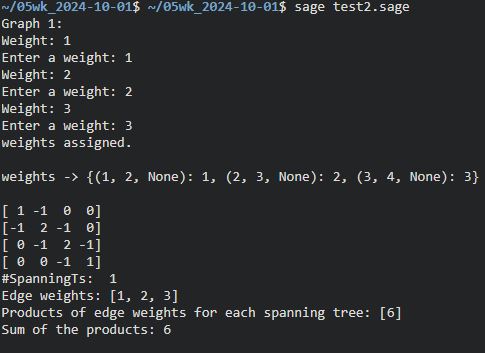 ~/05wk_2024-10-01$ ~/05wk_2024-10-01$ sage test2.sage
Graph 1:
Weight: 1
Enter a weight: 1
Weight: 2
Enter a weight: 2
Weight: 3
Enter a weight: 3
weights assigned.
weights -> {(1, 2, None): 1, (2, 3, None): 2, (3, 4, None): 3}
[ 1 -1  0  0]
[-1  2 -1  0]
[ 0 -1  2 -1]
[ 0  0 -1  1]
#SpanningTs:  1
Edge weights: [1, 2, 3]
Products of edge weights for each spanning tree: [6]
Sum of the products: 6